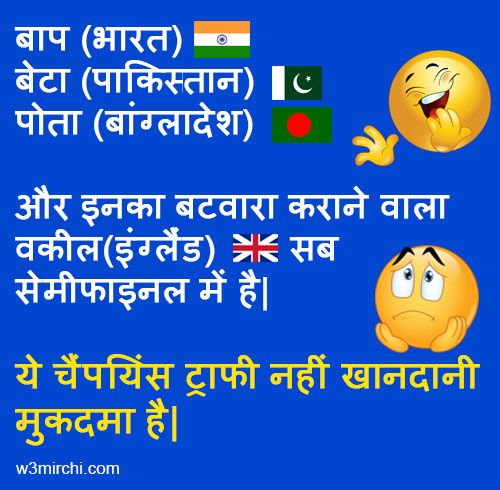 बाप (भारत)
बेटा (पाकिस्तान)
पोता (बांग्लादेश)
और इनका बटवारा कराने वाला
वकील(इंग्लैंड) सब
सेमीफाइनल में है|
ये चैंपयिंस ट्राफी नहीं खानदानी
मुकदमा है|
w3mirchi.com